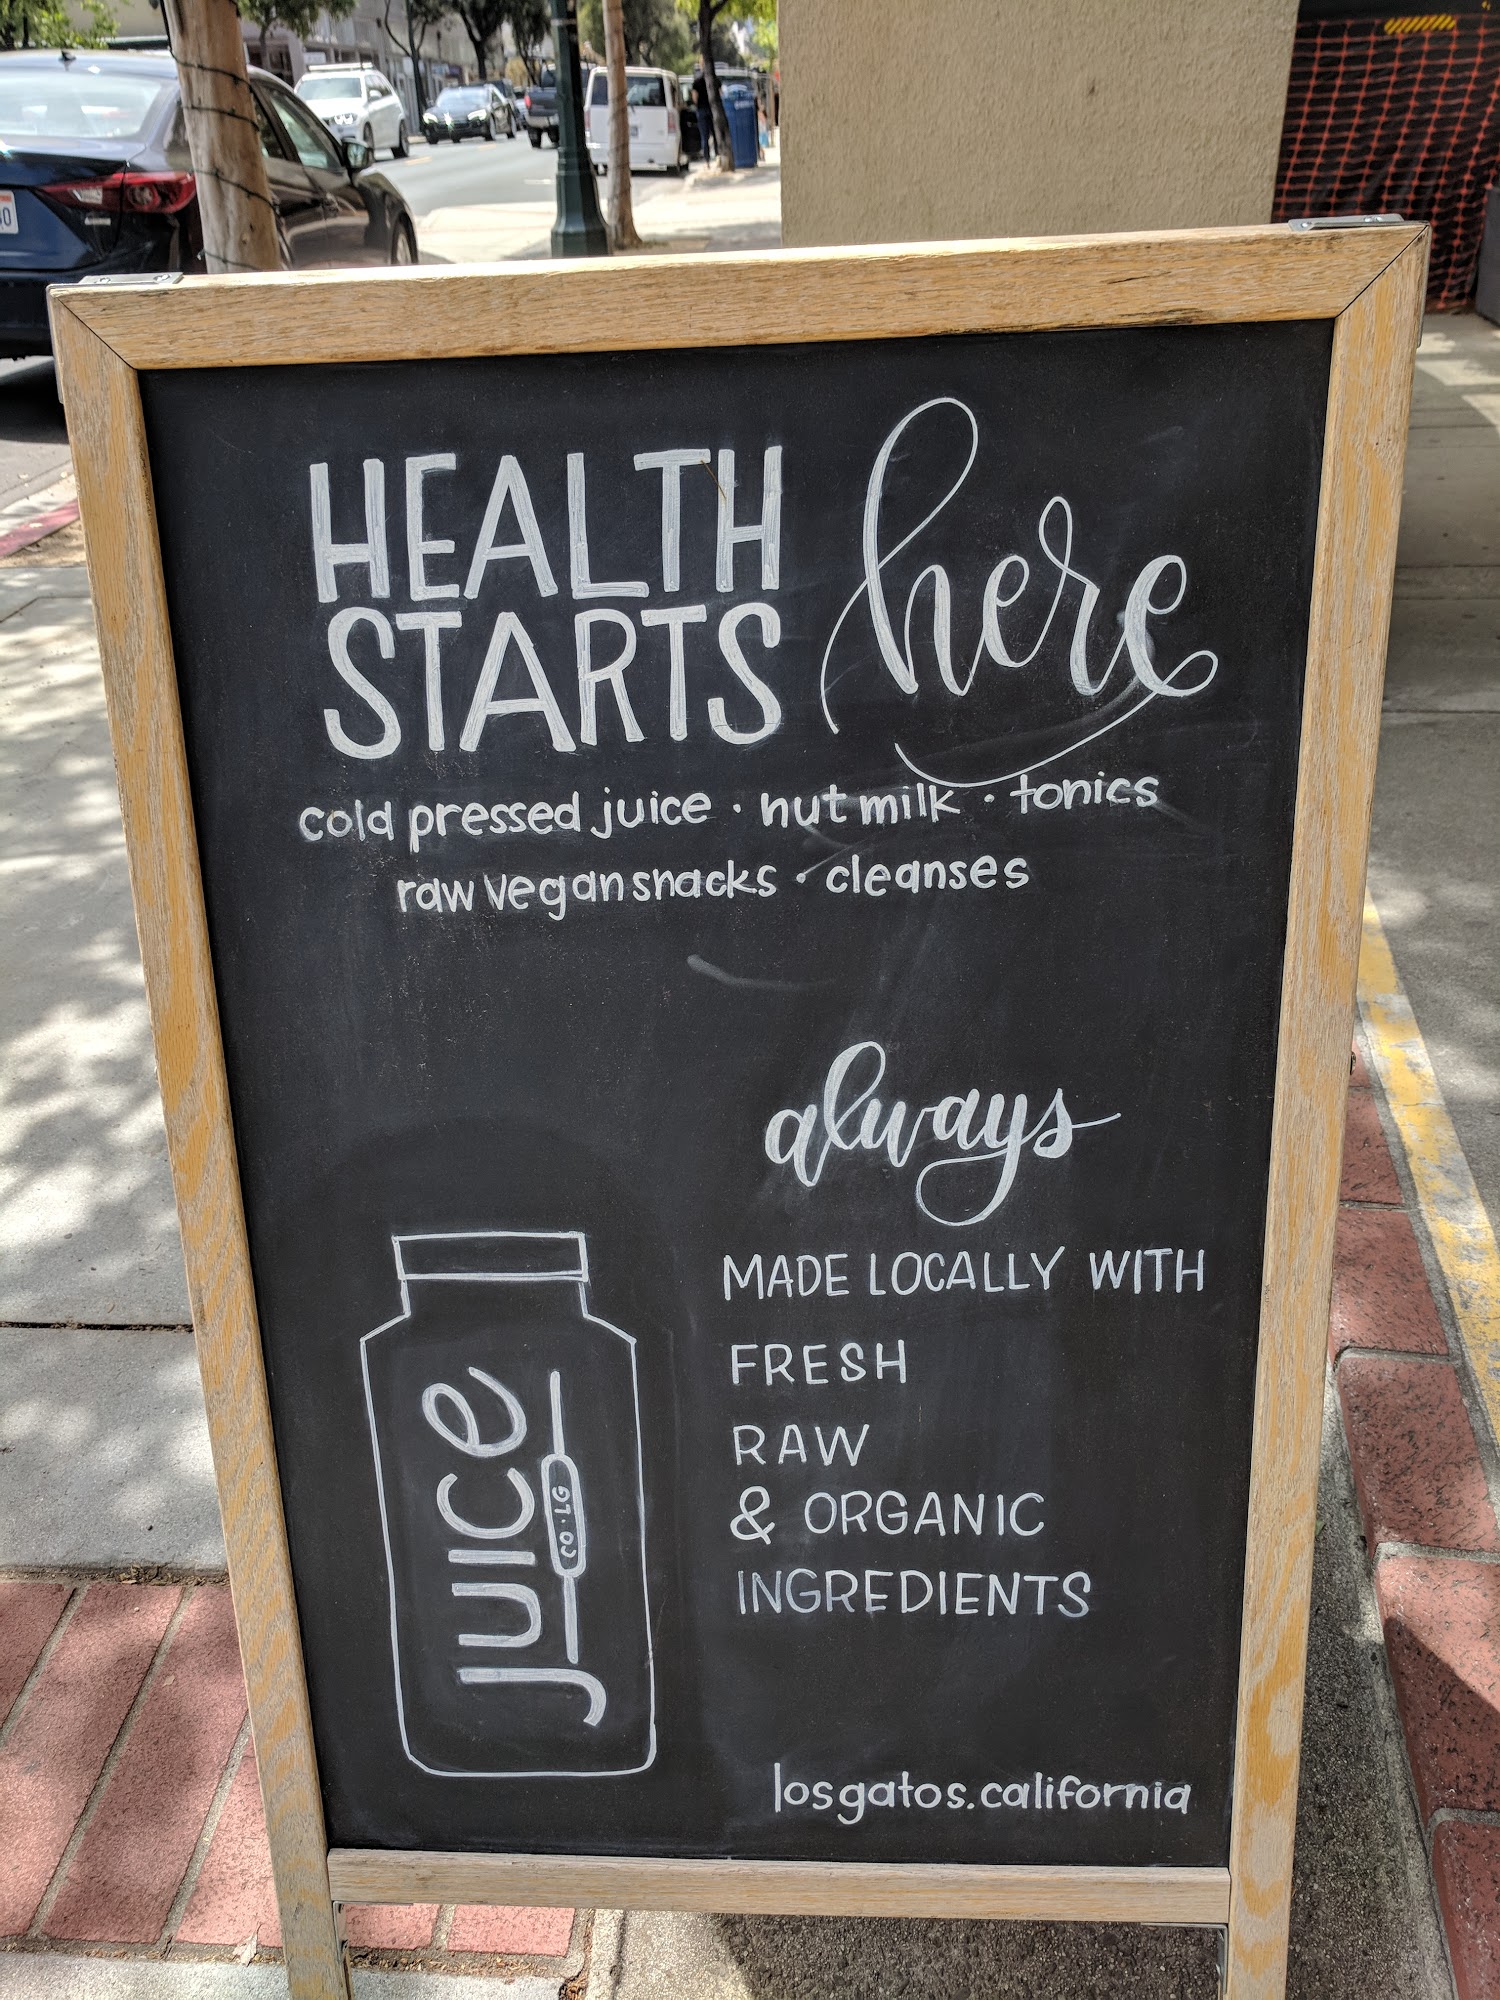 HEALTH
STARTS here
cold pressed juice · nut milk · tonics
raw vegan snacks · cleanses
always
MADE LOCALLY WITH
FRESH
RAW
& ORGANIC
INGREDIENTS
JUICE
CO·LG
losgatos.california